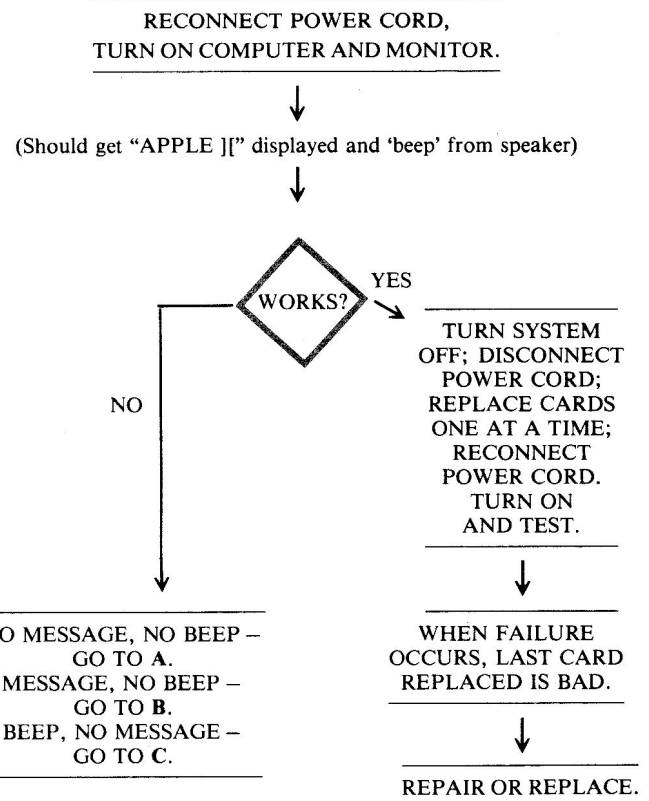 RECONNECT POWER CORD,
TURN ON COMPUTER AND MONITOR.
(Should get “APPLE ][” displayed and ‘beep’ from speaker)
WORKS?
YES
NO
TURN SYSTEM
OFF; DISCONNECT
POWER CORD;
REPLACE CARDS
ONE AT A TIME;
RECONNECT
POWER CORD.
TURN ON
AND TEST.
O MESSAGE, NO BEEP –
GO TO A.
MESSAGE, NO BEEP –
GO TO B.
BEEP, NO MESSAGE –
GO TO C.
WHEN FAILURE
OCCURS, LAST CARD
REPLACED IS BAD.
REPAIR OR REPLACE.